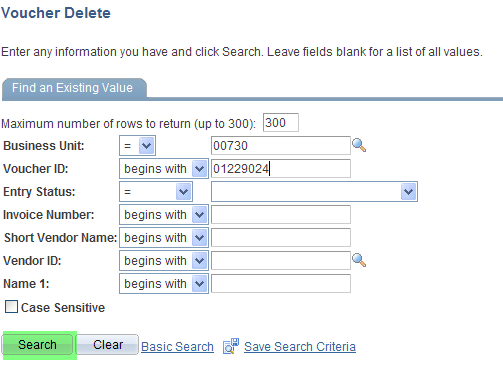 Voucher Delete
Enter any information you have and click Search. Leave fields blank for a list of all values.
Find an Existing Value
Maximum number of rows to return (up to 300): 300
Business Unit: = 00730
Voucher ID: begins with 01229024
Entry Status: =
Invoice Number: begins with
Short Vendor Name: begins with
Vendor ID: begins with
Name 1: begins with
Case Sensitive
Search Clear Basic Search Save Search Criteria